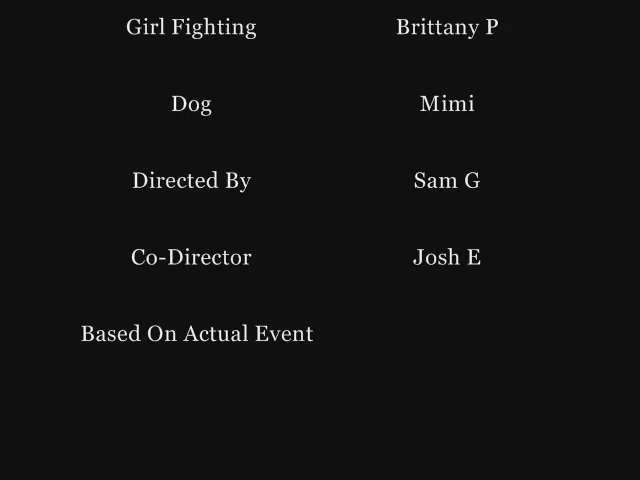 Girl Fighting Brittany P
Dog Mimi
Directed By Sam G
Co-Director Josh E
Based On Actual Event